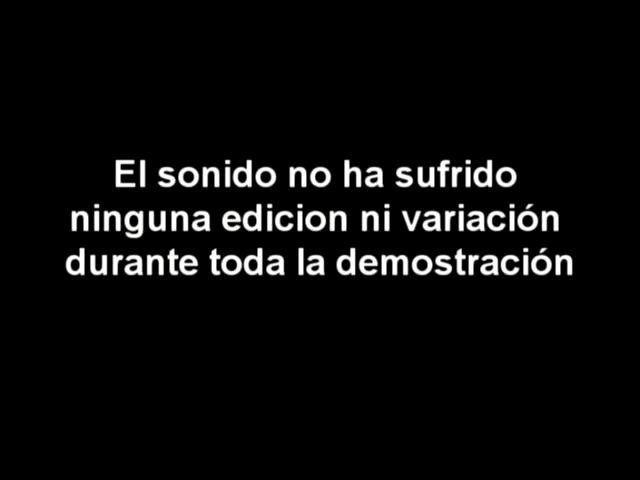 El sonido no ha sufrido
ninguna edicion ni variación
durante toda la demostración